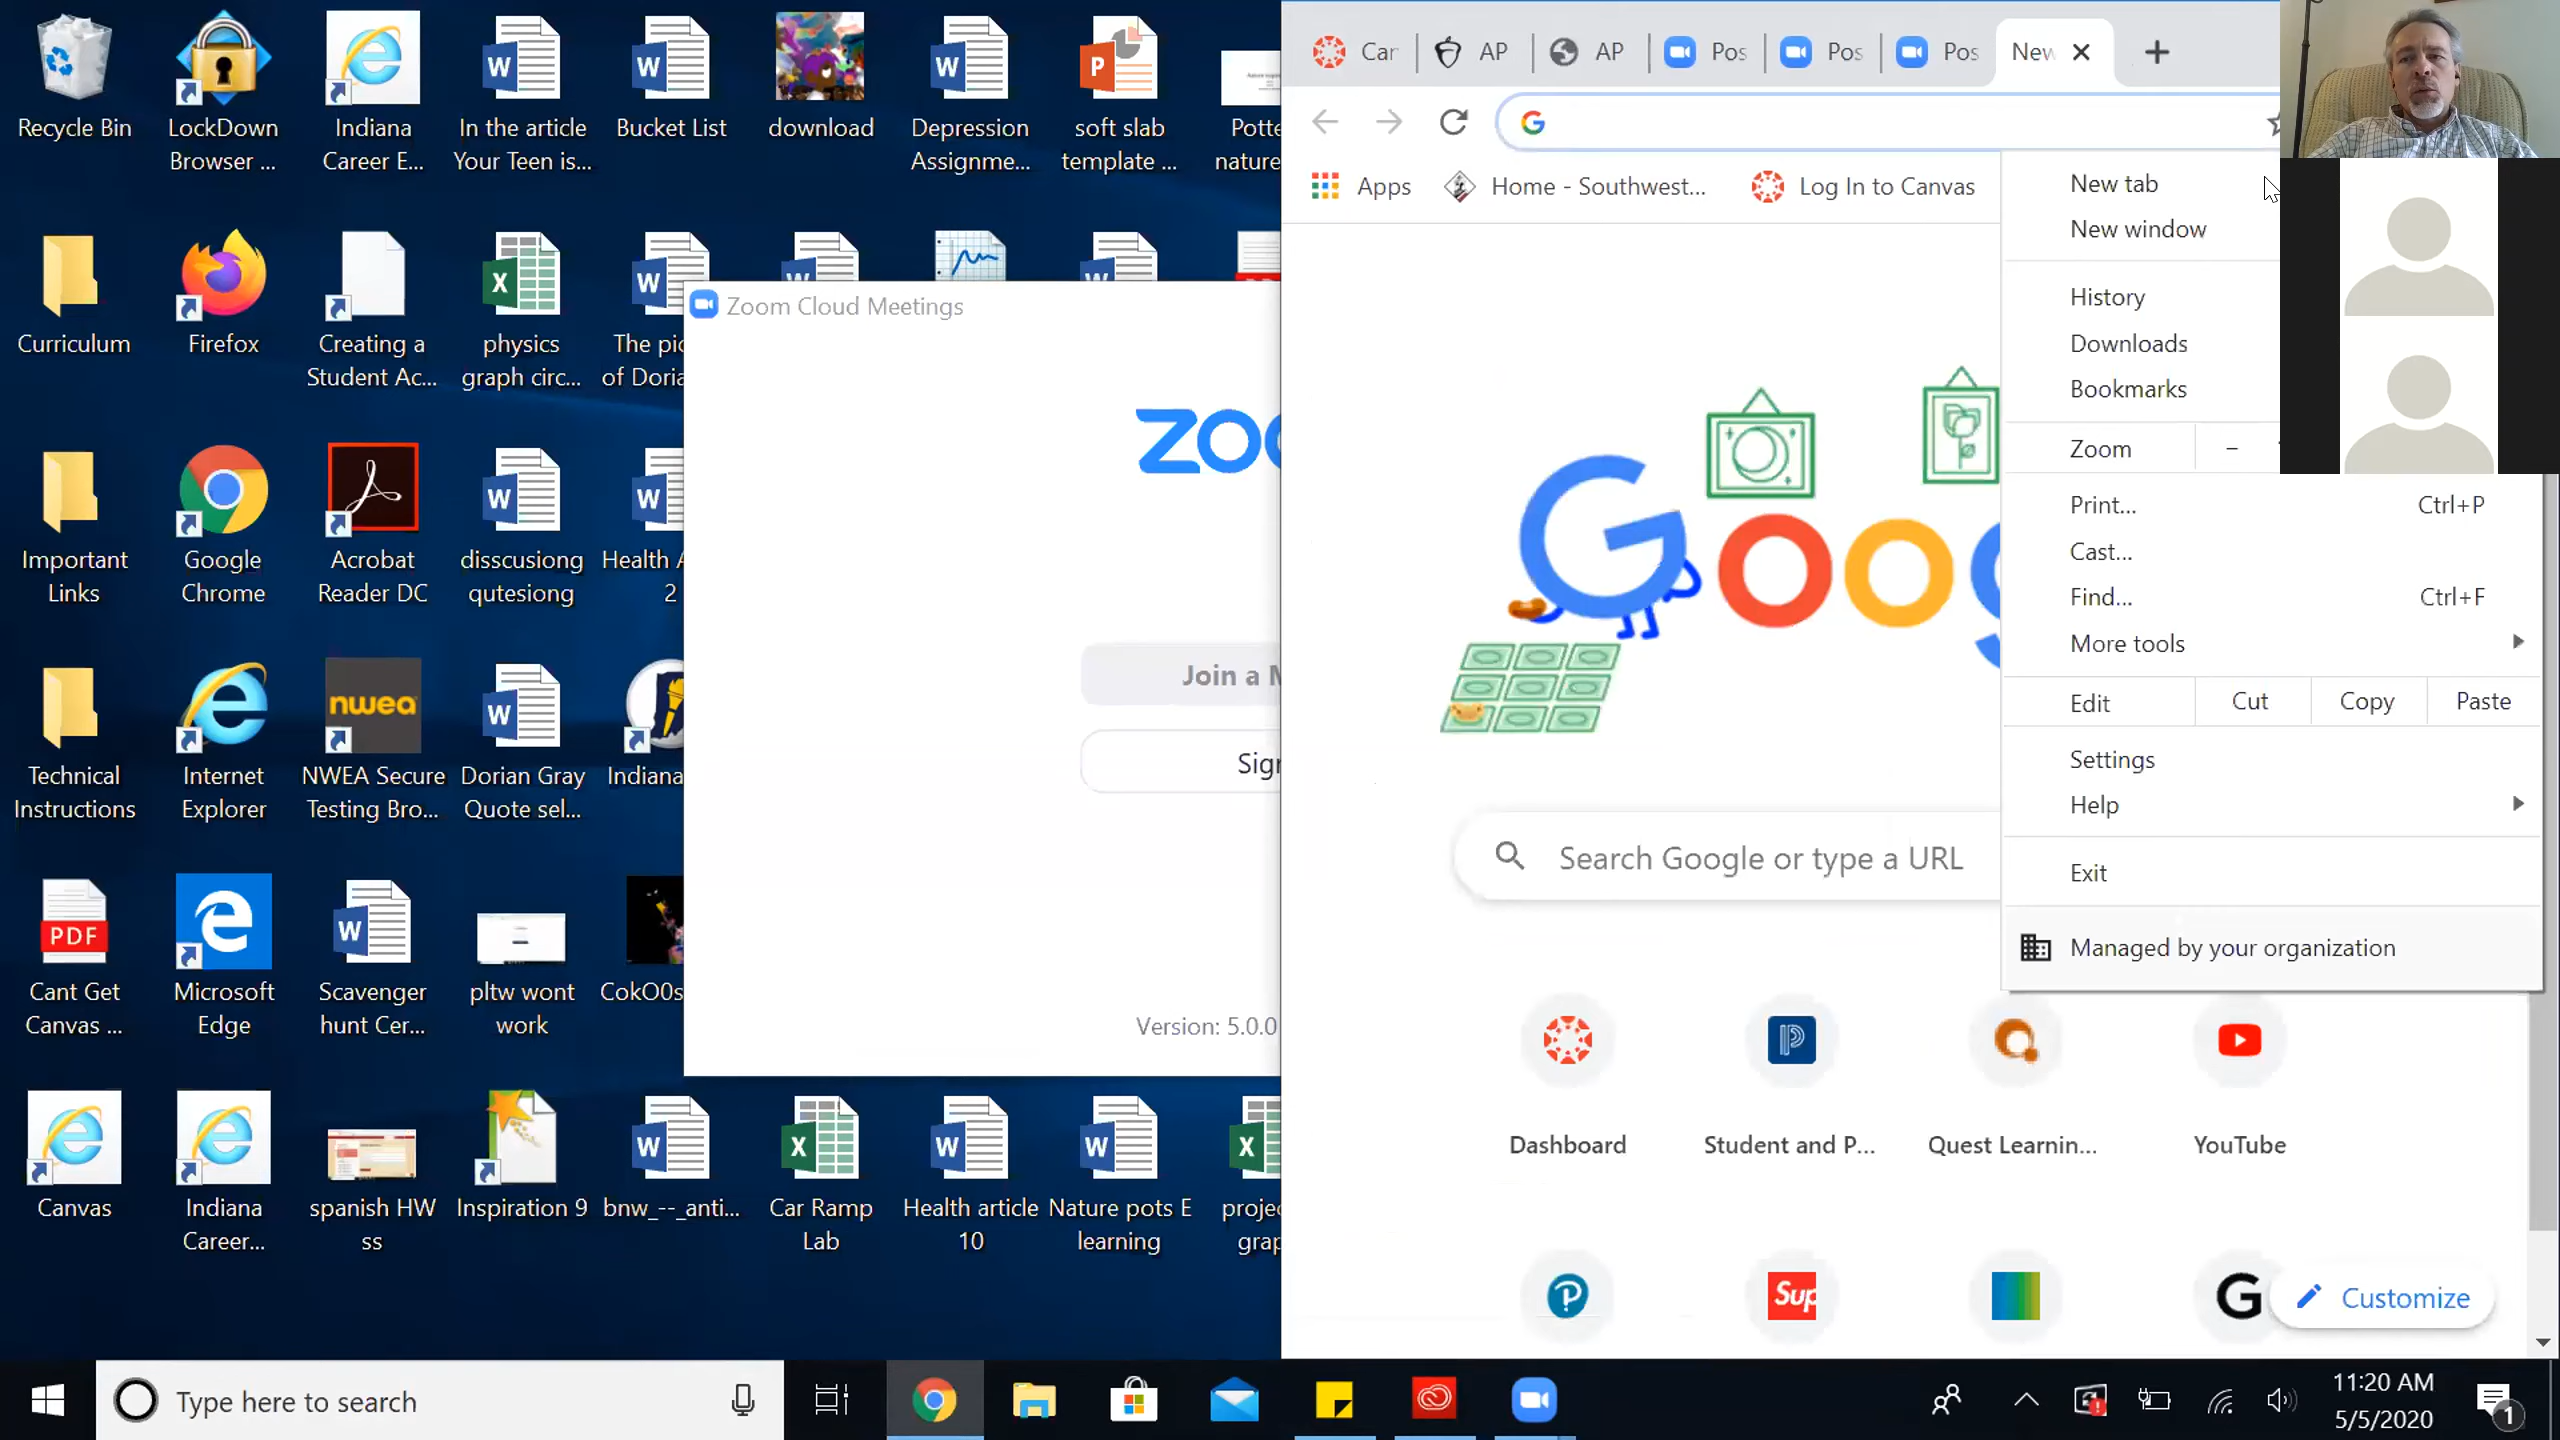 Recycle Bin
LockDown
Browser ...
Indiana
Career E...
In the article
Your Teen is...
Bucket List
download
Depression
Assignme...
soft slab
template ...
Potte
nature
Curriculum
Firefox
Creating a
Student Ac...
physics
graph circ...
The pic
of Doria
Important
Links
Google
Chrome
Acrobat
Reader DC
disscusiong
qutesiong
Health A
2
Technical
Instructions
Internet
Explorer
nwea
NWEA Secure
Testing Bro...
Dorian Gray
Quote sel...
Indiana
PDF
Cant Get
Canvas ...
Microsoft
Edge
Scavenger
hunt Cer...
pltw wont
work
CokO0s
Canvas
Indiana
Career...
spanish HW
ss
Inspiration 9
bnw_--_anti...
Car Ramp
Lab
Health article
10
Nature pots E
learning
projec
grap
Zoom Cloud Meetings
zoo
Join a M
Sign
Version: 5.0.0
Can
AP
AP
Pos
Pos
Pos
New
Apps
Home - Southwest...
Log In to Canvas
Goog
Search Google or type a URL
New tab
New window
History
Downloads
Bookmarks
Zoom –
Print... Ctrl+P
Cast...
Find... Ctrl+F
More tools
Edit Cut Copy Paste
Settings
Help
Exit
Managed by your organization
Dashboard
Student and P...
Quest Learnin...
YouTube
Sup
G
Customize
Type here to search
11:20 AM
5/5/2020
1